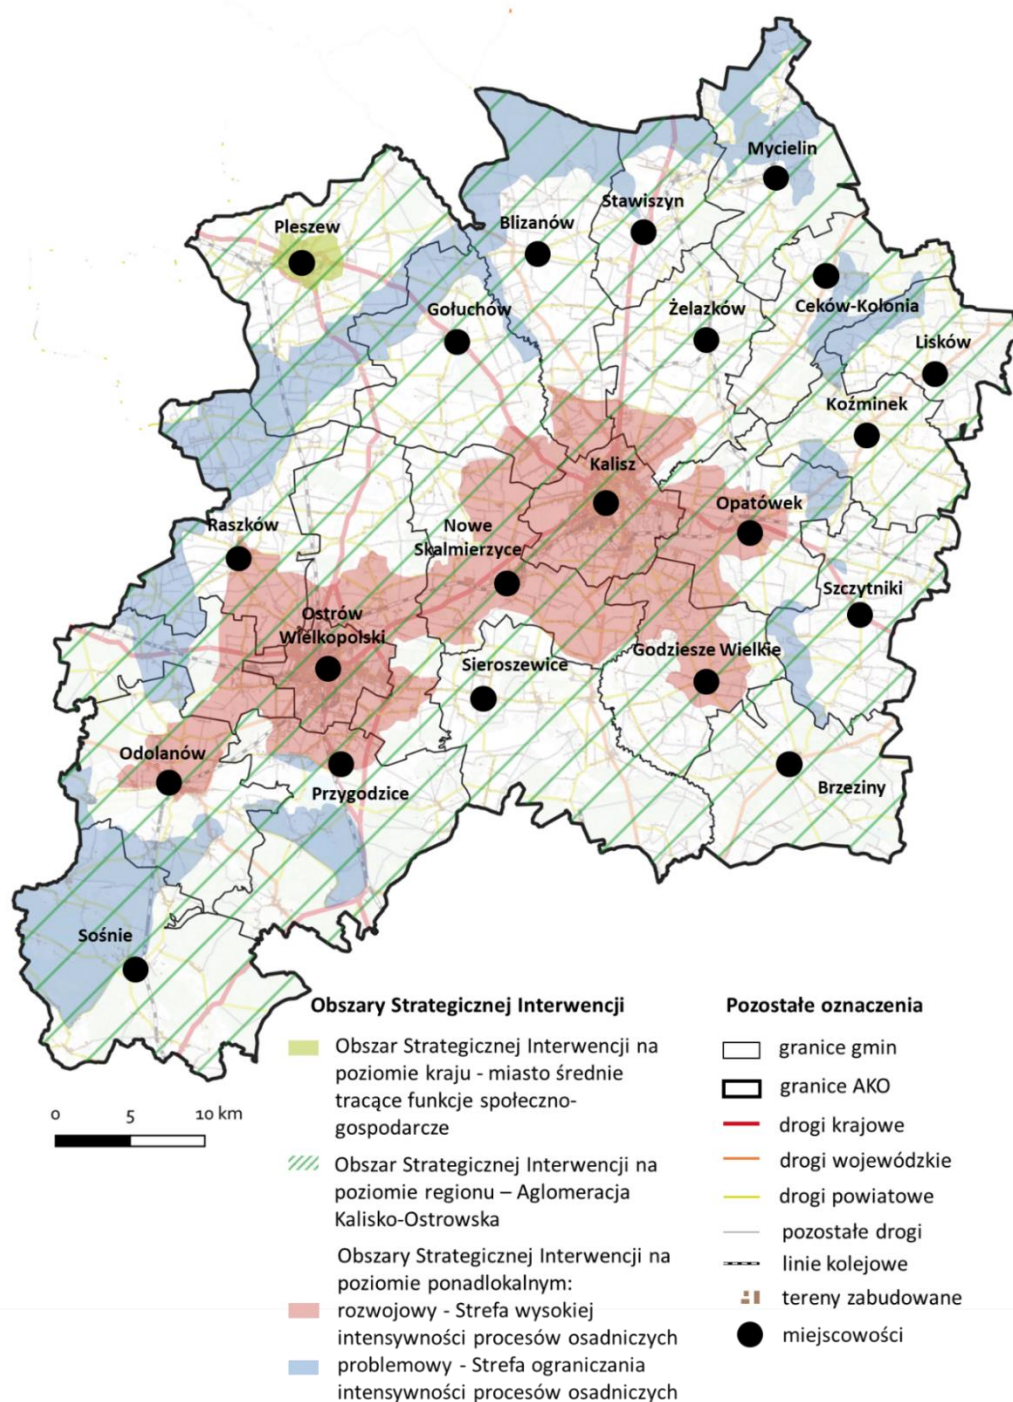 Mycielin
Stawiszyn
Blizanów
Pleszew
Ceków-Kolonia
Gołuchów
Żelazków
Lisków
Koźminek
Kalisz
Opatówek
Raszków
Nowe
Skalmierzyce
Szczytniki
Ostrów
Wielkopolski
Godziesze Wielkie
Sieroszewice
Odolanów
Przygodzice
Brzeziny
Sośnie
0 5 10 km
Obszary Strategicznej Interwencji
Obszar Strategicznej Interwencji na
poziomie kraju - miasto średnie
tracące funkcje społeczno-
gospodarcze
Obszar Strategicznej Interwencji na
poziomie regionu – Aglomeracja
Kalisko-Ostrowska
Obszary Strategicznej Interwencji na
poziomie ponadlokalnym:
rozwojowy - Strefa wysokiej
intensywności procesów osadniczych
problemowy - Strefa ograniczania
intensywności procesów osadniczych
Pozostałe oznaczenia
granice gmin
granice AKO
drogi krajowe
drogi wojewódzkie
drogi powiatowe
pozostałe drogi
linie kolejowe
tereny zabudowane
miejscowości